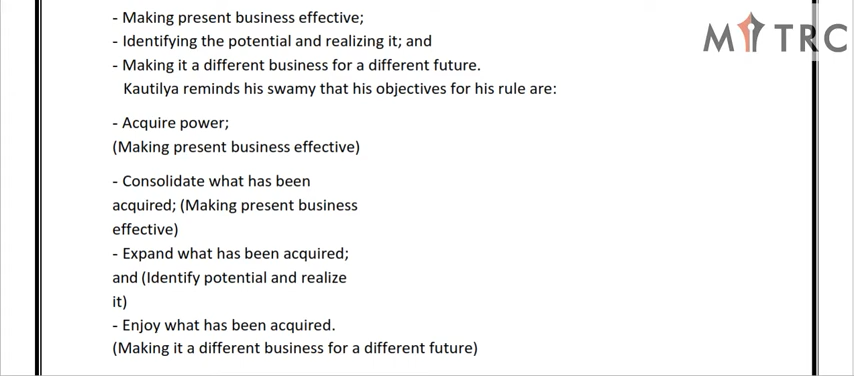 - Making present business effective;
- Identifying the potential and realizing it; and
- Making it a different business for a different future.
Kautilya reminds his swamy that his objectives for his rule are:
- Acquire power;
(Making present business effective)
- Consolidate what has been
acquired; (Making present business
effective)
- Expand what has been acquired;
and (Identify potential and realize
it)
- Enjoy what has been acquired.
(Making it a different business for a different future)
M TRC